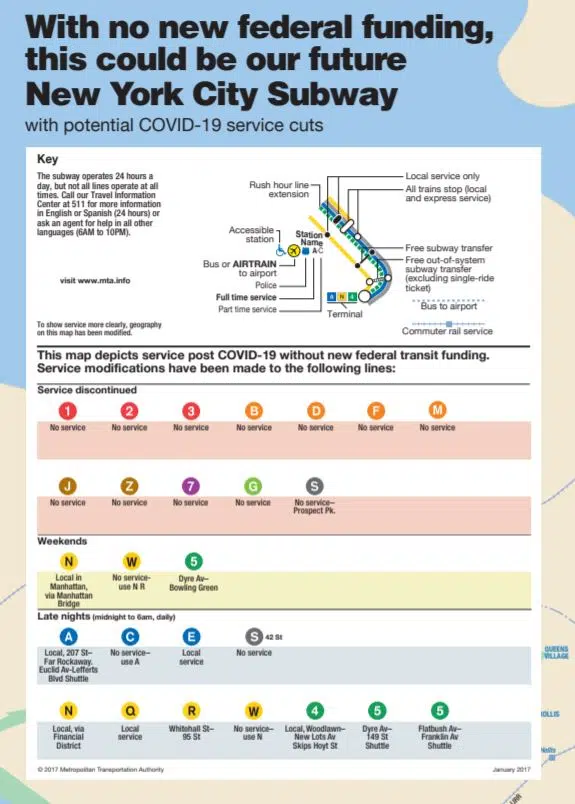 With no new federal funding,
this could be our future
New York City Subway
with potential COVID-19 service cuts
Key
The subway operates 24 hours a
day, but not all lines operate at all
times. Call our Travel Information
Center at 511 for more information
in English or Spanish (24 hours) or
ask an agent for help in all other
languages (6AM to 10PM).
visit www.mta.info
To show service more clearly, geography
on this map has been modified.
Rush hour line
extension
Accessible
station
Station
Name
A-C
Bus or AIRTRAIN
to airport
Police
Full time service
Part time service
A N 4
Terminal
Local service only
All trains stop (local
and express service)
Free subway transfer
Free out-of-system
subway transfer
(excluding single-ride
ticket)
Bus to airport
Commuter rail service
This map depicts service post COVID-19 without new federal transit funding.
Service modifications have been made to the following lines:
Service discontinued
1 2 3 B D F M
No service No service No service No service No service No service No service
J Z 7 G S
No service No service No service No service No service–
Prospect Pk.
Weekends
N W 5
Local in
Manhattan,
via Manhattan
Bridge
No service-
use N R
Dyre Av–
Bowling Green
Late nights (midnight to 6am, daily)
A C E S 42 St
Local, 207 St–
Far Rockaway.
Euclid Av-Lefferts
Blvd Shuttle
No service–
use A
Local
service
No service
N Q R W 4 5 5
Local, via
Financial
District
Local
service
Whitehall St–
95 St
No service–
use N
Local, Woodlawn–
New Lots Av
Skips Hoyt St
Dyre Av–
149 St
Shuttle
Flatbush Av–
Franklin Av
Shuttle
© 2017 Metropolitan Transportation Authority
January 2017
QUEENS
VILLAGE
HOLLIS
Hollis